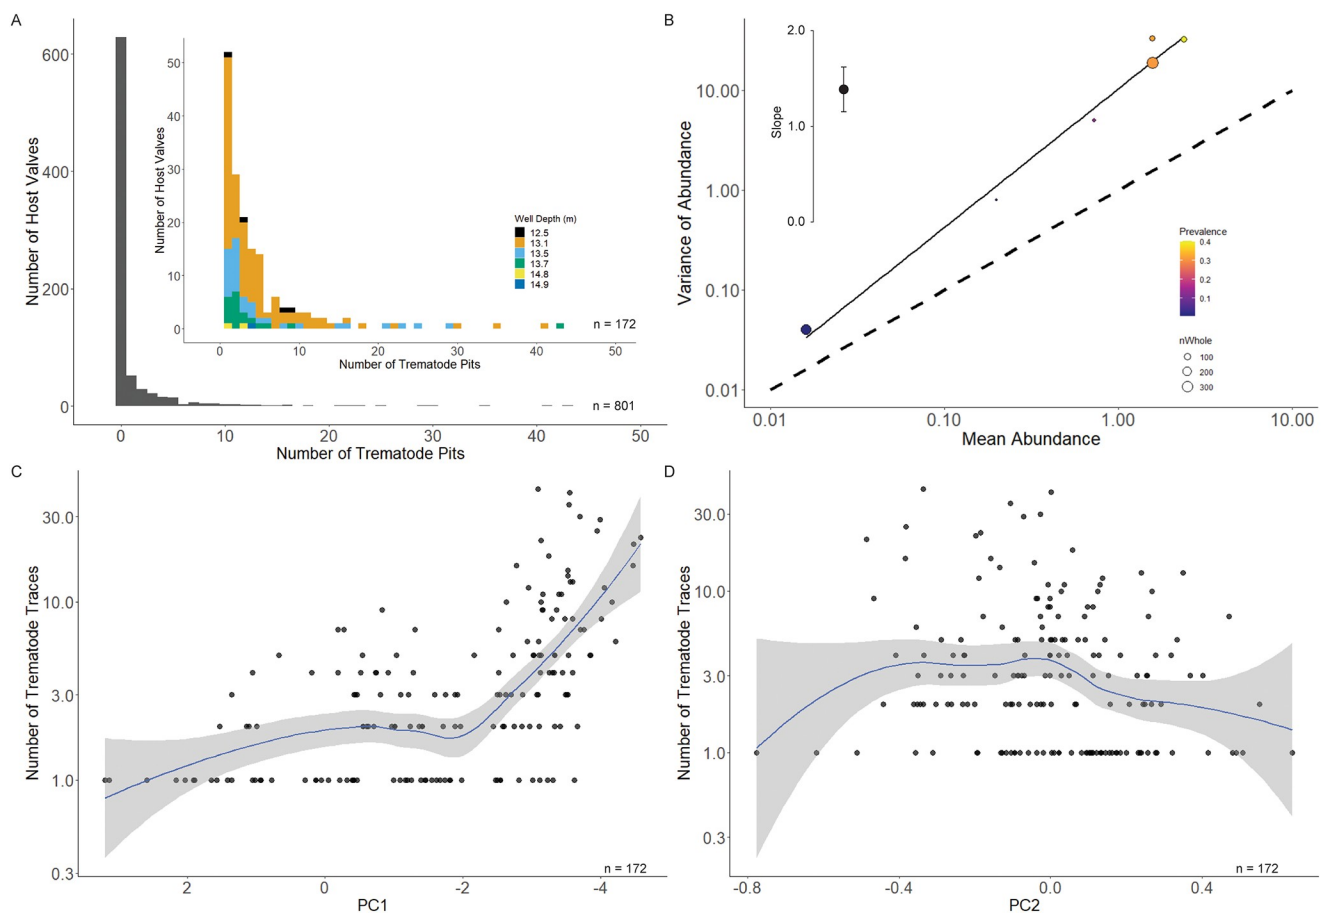 A
Number of Host Valves
600
400
200
0
0
10
20
30
40
50
Number of Trematode Pits
n = 801
Number of Host Valves
50
40
30
20
10
0
0
10
20
30
40
50
Number of Trematode Pits
n = 172
Well Depth (m)
12.5
13.1
13.5
13.7
14.8
14.9
B
Variance of Abundance
10.00
1.00
0.10
0.01
0.01
0.10
1.00
10.00
Mean Abundance
Slope
2.0
1.0
0.0
Prevalence
0.4
0.3
0.2
0.1
nWhole
100
200
300
C
Number of Trematode Traces
30.0
10.0
3.0
1.0
0.3
2
0
-2
-4
PC1
n = 172
D
Number of Trematode Traces
30.0
10.0
3.0
1.0
0.3
-0.8
-0.4
0.0
0.4
PC2
n = 172